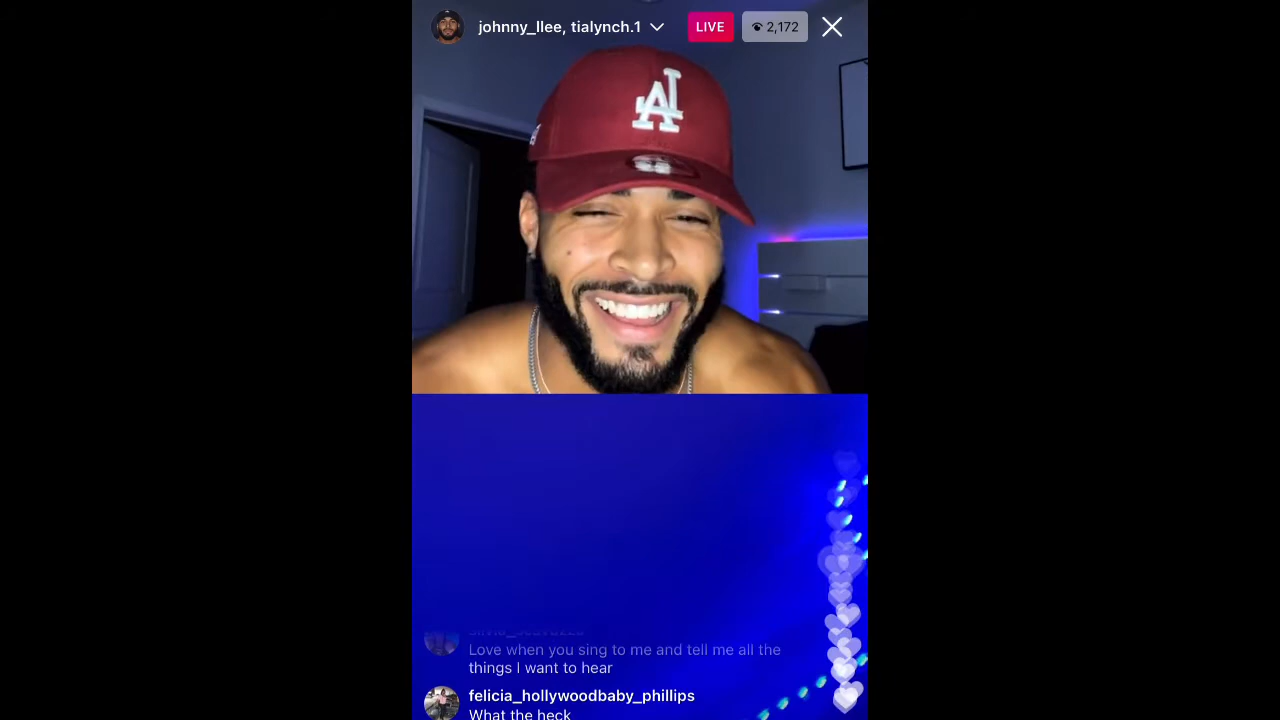 johnny_llee, tialynch.1
LIVE
2,172
LA
Love when you sing to me and tell me all the
things I want to hear
felicia_hollywoodbaby_phillips
What the heck